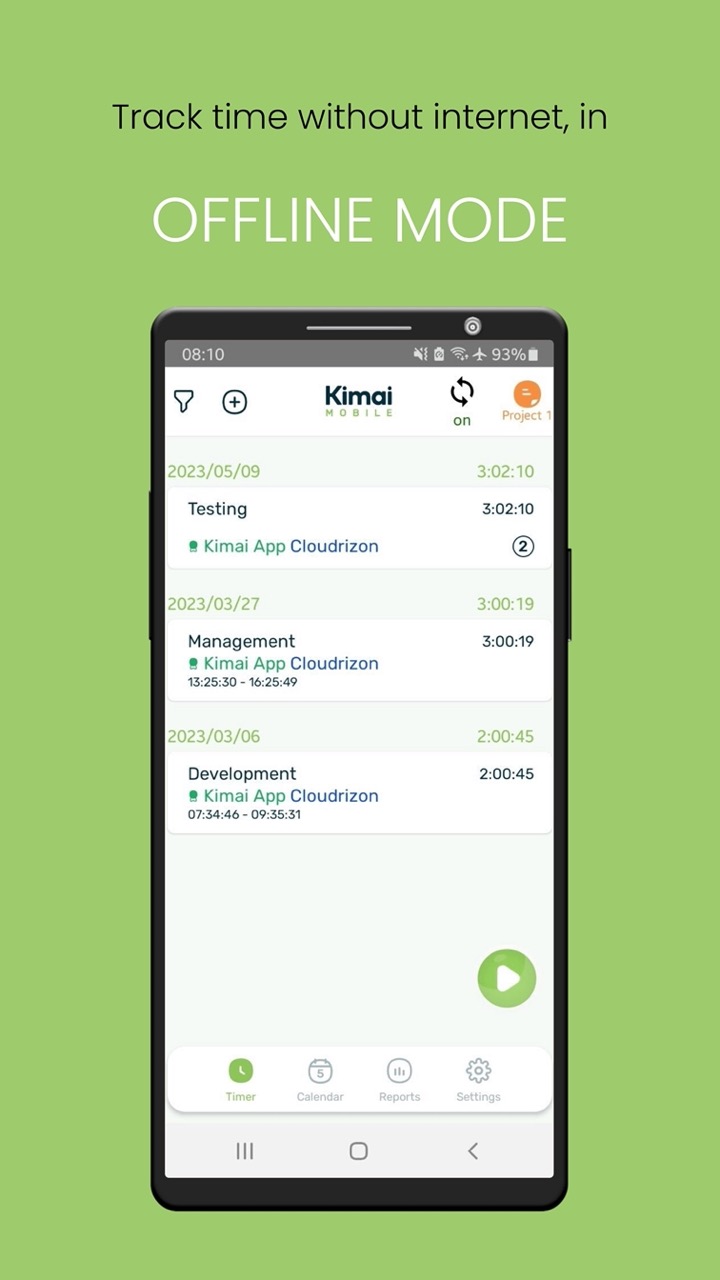 Track time without internet, in
OFFLINE MODE
08:10 93%
Kimai
MOBILE
on
Project 1
2023/05/09 3:02:10
Testing 3:02:10
Kimai App Cloudrizon 2
2023/03/27 3:00:19
Management 3:00:19
Kimai App Cloudrizon
13:25:30 - 16:25:49
2023/03/06 2:00:45
Development 2:00:45
Kimai App Cloudrizon
07:34:46 - 09:35:31
5
Timer Calendar Reports Settings